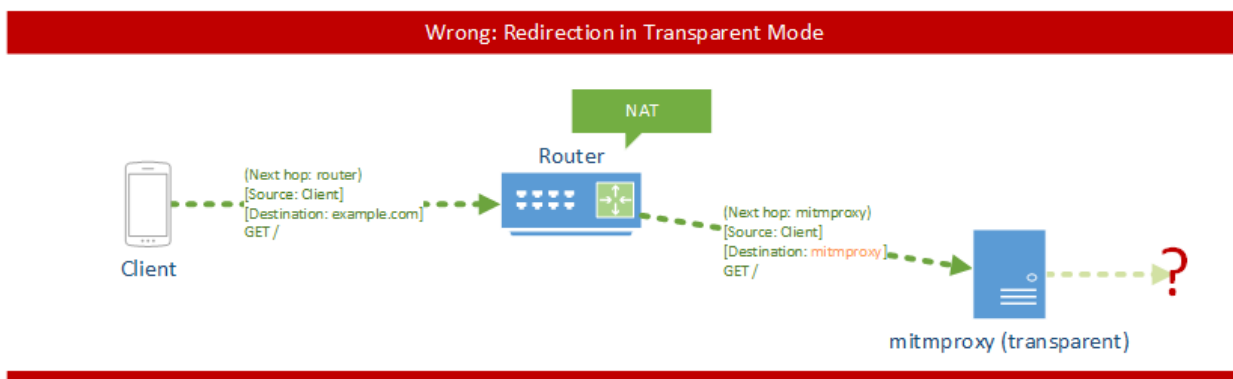 Wrong: Redirection in Transparent Mode
NAT
Router
(Next hop: router)
[Source: Client]
[Destination: example.com]
GET /
Client
(Next hop: mitmproxy)
[Source: Client]
[Destination: mitmproxy]
GET /
?
mitmproxy (transparent)